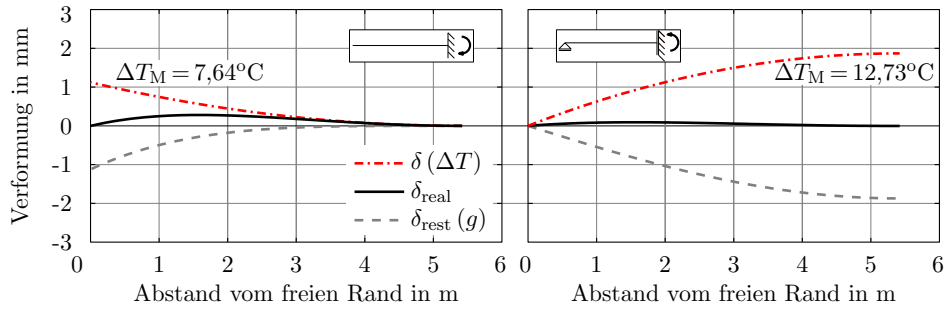 Verformung in mm
3
2
1
0
-1
-2
-3
ΔT_M = 7,64°C
δ (ΔT)
δ_real
δ_rest (g)
0 1 2 3 4 5 6
Abstand vom freien Rand in m
ΔT_M = 12,73°C
0 1 2 3 4 5 6
Abstand vom freien Rand in m